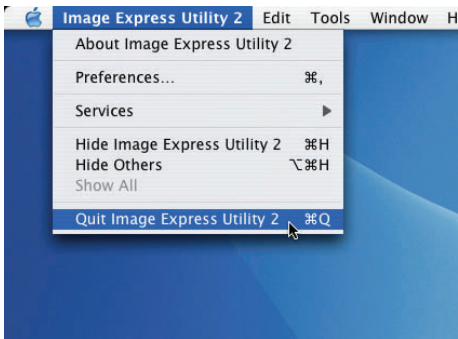 Image Express Utility 2 Edit Tools Window H
About Image Express Utility 2
Preferences... ⌘,
Services ▶
Hide Image Express Utility 2 ⌘H
Hide Others ⌥⌘H
Show All
Quit Image Express Utility 2 ⌘Q